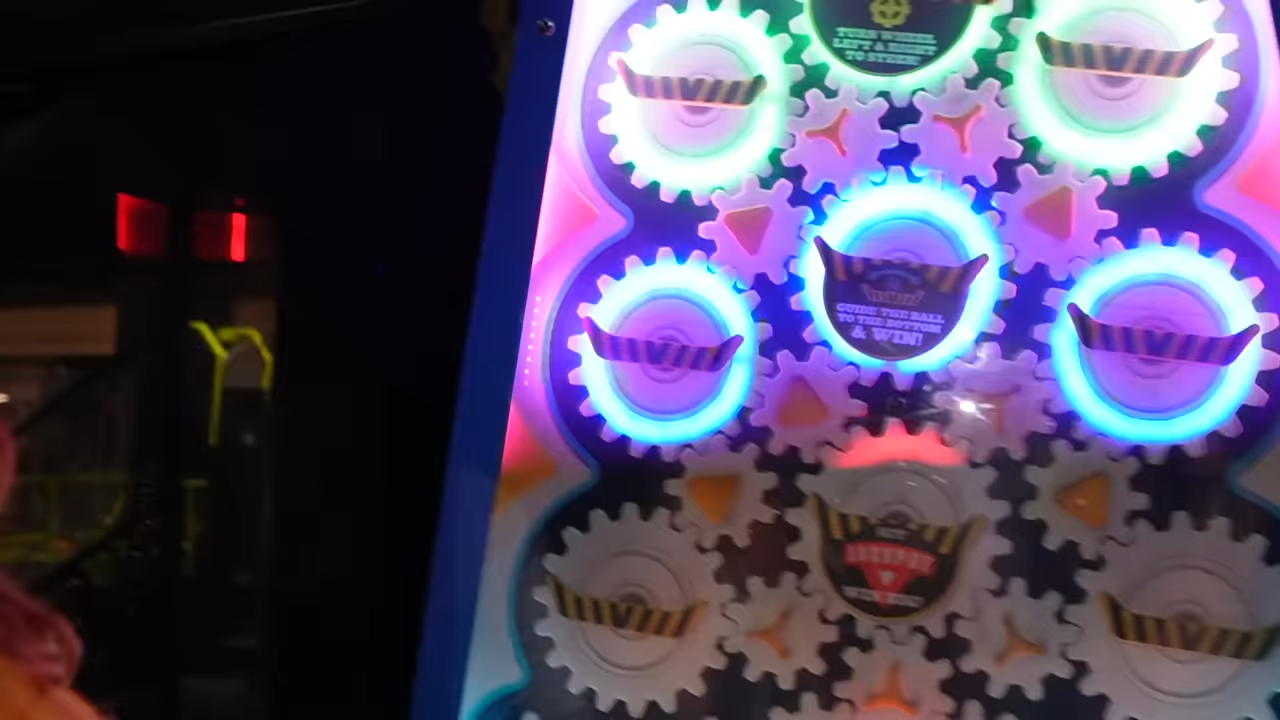 TURN WHEEL
LEFT & RIGHT
TO STEER!
GUIDE THE BALL
TO THE BOTTOM
& WIN!
JACKPOT